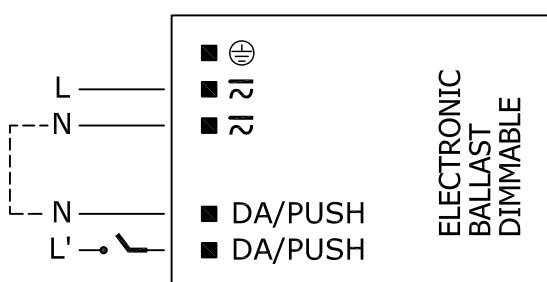 L
N
N
DA/PUSH
L'
DA/PUSH
ELECTRONIC
BALLAST
DIMMABLE